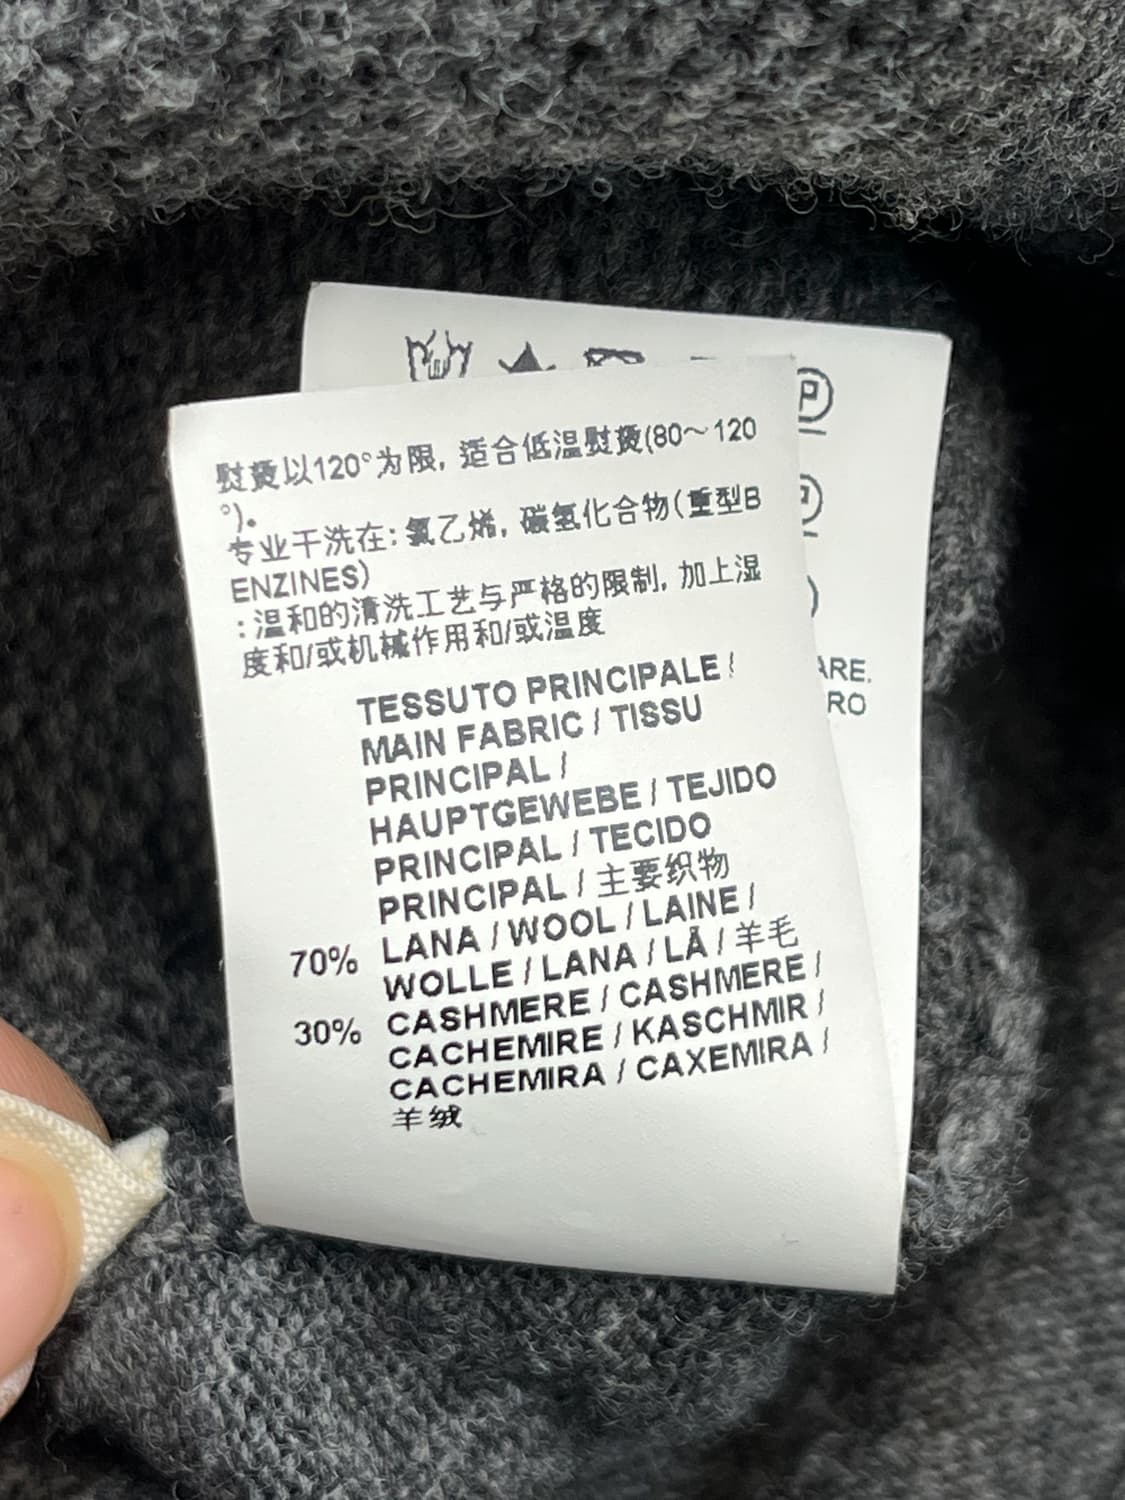 熨烫以120°为限, 适合低温熨烫(80～120
°)。
专业干洗在: 氯乙烯, 碳氢化合物(重型B
ENZINES)
: 温和的清洗工艺与严格的限制, 加上湿
度和/或机械作用和/或温度
TESSUTO PRINCIPALE /
MAIN FABRIC / TISSU
PRINCIPAL /
HAUPTGEWEBE / TEJIDO
PRINCIPAL / TECIDO
PRINCIPAL / 主要织物
70% LANA / WOOL / LAINE /
WOLLE / LANA / LÃ / 羊毛
30% CASHMERE / CASHMERE /
CACHEMIRE / KASCHMIR /
CACHEMIRA / CAXEMIRA /
羊绒
P
P
ARE.
RO